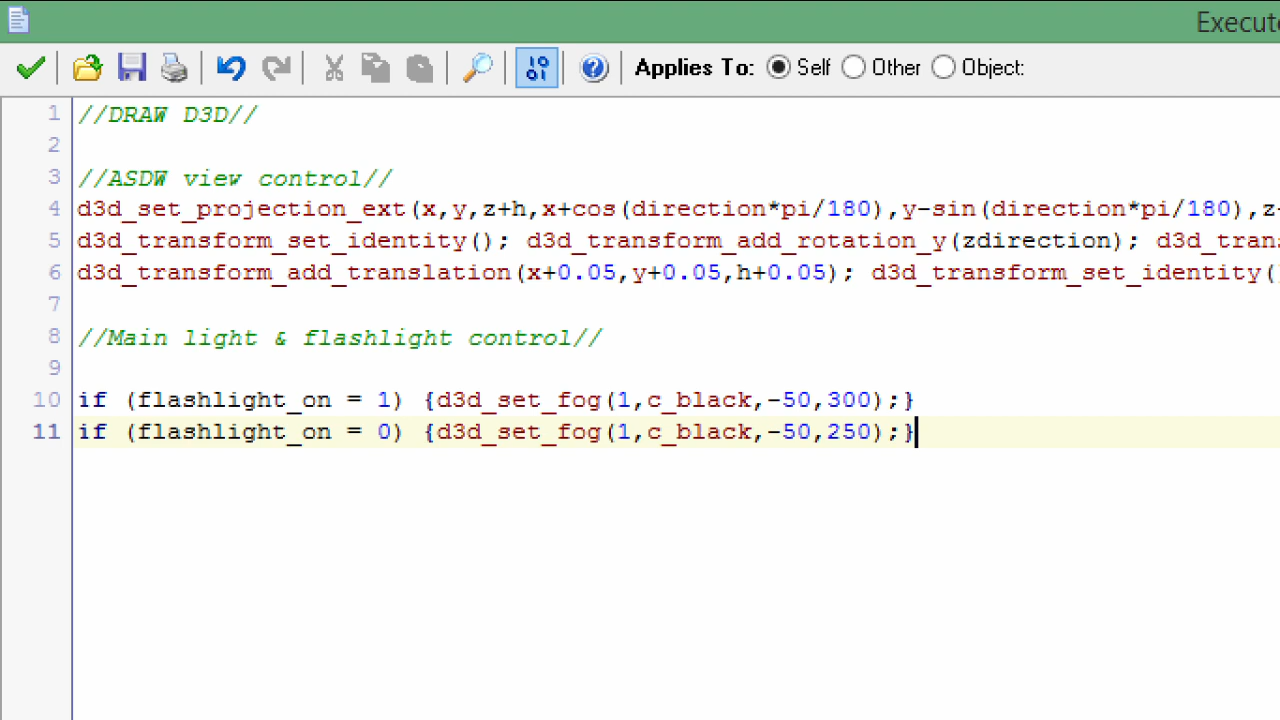 Execut
Applies To: Self Other Object:
1 //DRAW D3D//
2
3 //ASDW view control//
4 d3d_set_projection_ext(x,y,z+h,x+cos(direction*pi/180),y-sin(direction*pi/180),z-
5 d3d_transform_set_identity(); d3d_transform_add_rotation_y(zdirection); d3d_tran
6 d3d_transform_add_translation(x+0.05,y+0.05,h+0.05); d3d_transform_set_identity(
7
8 //Main light & flashlight control//
9
10 if (flashlight_on = 1) {d3d_set_fog(1,c_black,-50,300);}
11 if (flashlight_on = 0) {d3d_set_fog(1,c_black,-50,250);}